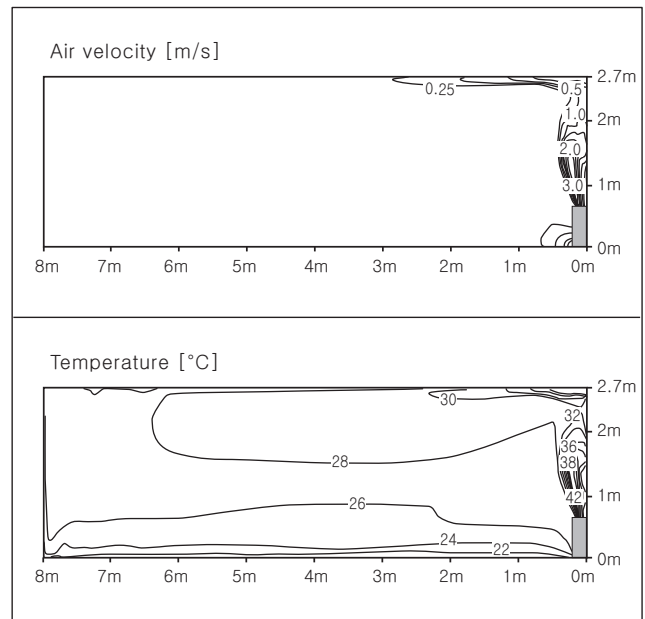 Air velocity [m/s]
2.7m
0.25
0.5
1.0
2m
2.0
3.0
1m
0m
8m 7m 6m 5m 4m 3m 2m 1m 0m
Temperature [°C]
2.7m
30
32
2m
36
28
38
42
1m
26
24
22
0m
8m 7m 6m 5m 4m 3m 2m 1m 0m